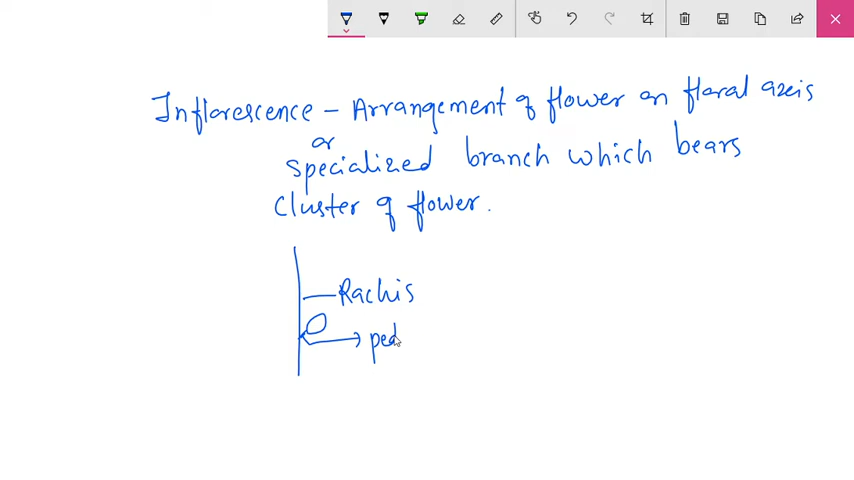 Inflorescence - Arrangement of flower on floral axis
or
specialized branch which bears
cluster of flower.
Rachis
ped